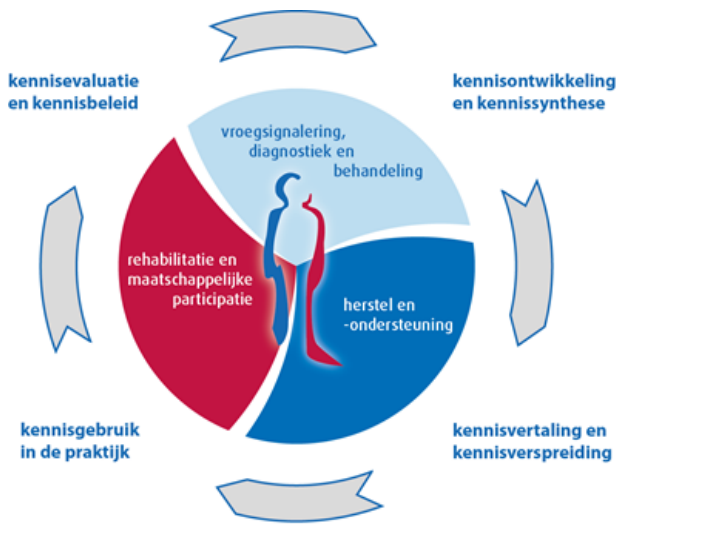 kennisevaluatie
en kennisbeleid
kennisontwikkeling
en kennissynthese
vroegsignalering,
diagnostiek en
behandeling
rehabilitatie en
maatschappelijke
participatie
herstel en
-ondersteuning
kennisgebruik
in de praktijk
kennisvertaling en
kennisverspreiding